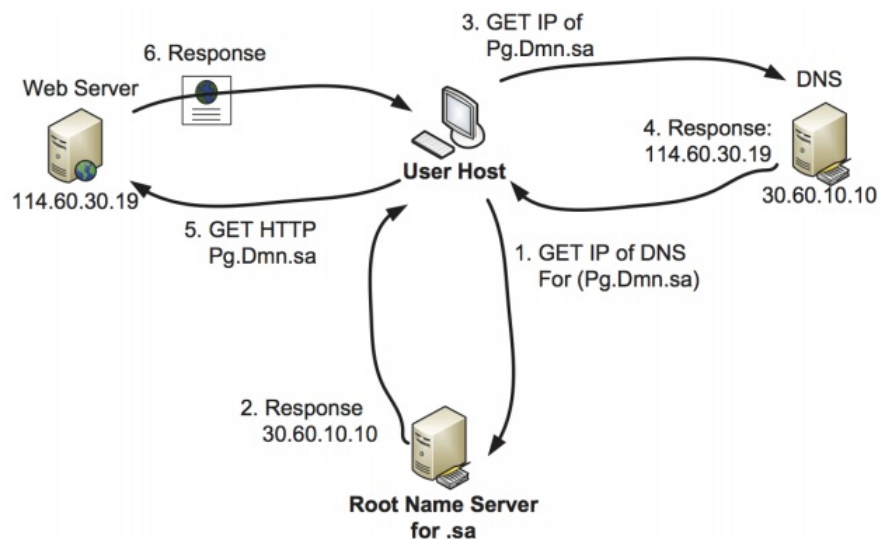 3. GET IP of
Pg.Dmn.sa
6. Response
Web Server
DNS
4. Response:
114.60.30.19
User Host
114.60.30.19
30.60.10.10
5. GET HTTP
Pg.Dmn.sa
1. GET IP of DNS
For (Pg.Dmn.sa)
2. Response
30.60.10.10
Root Name Server
for .sa